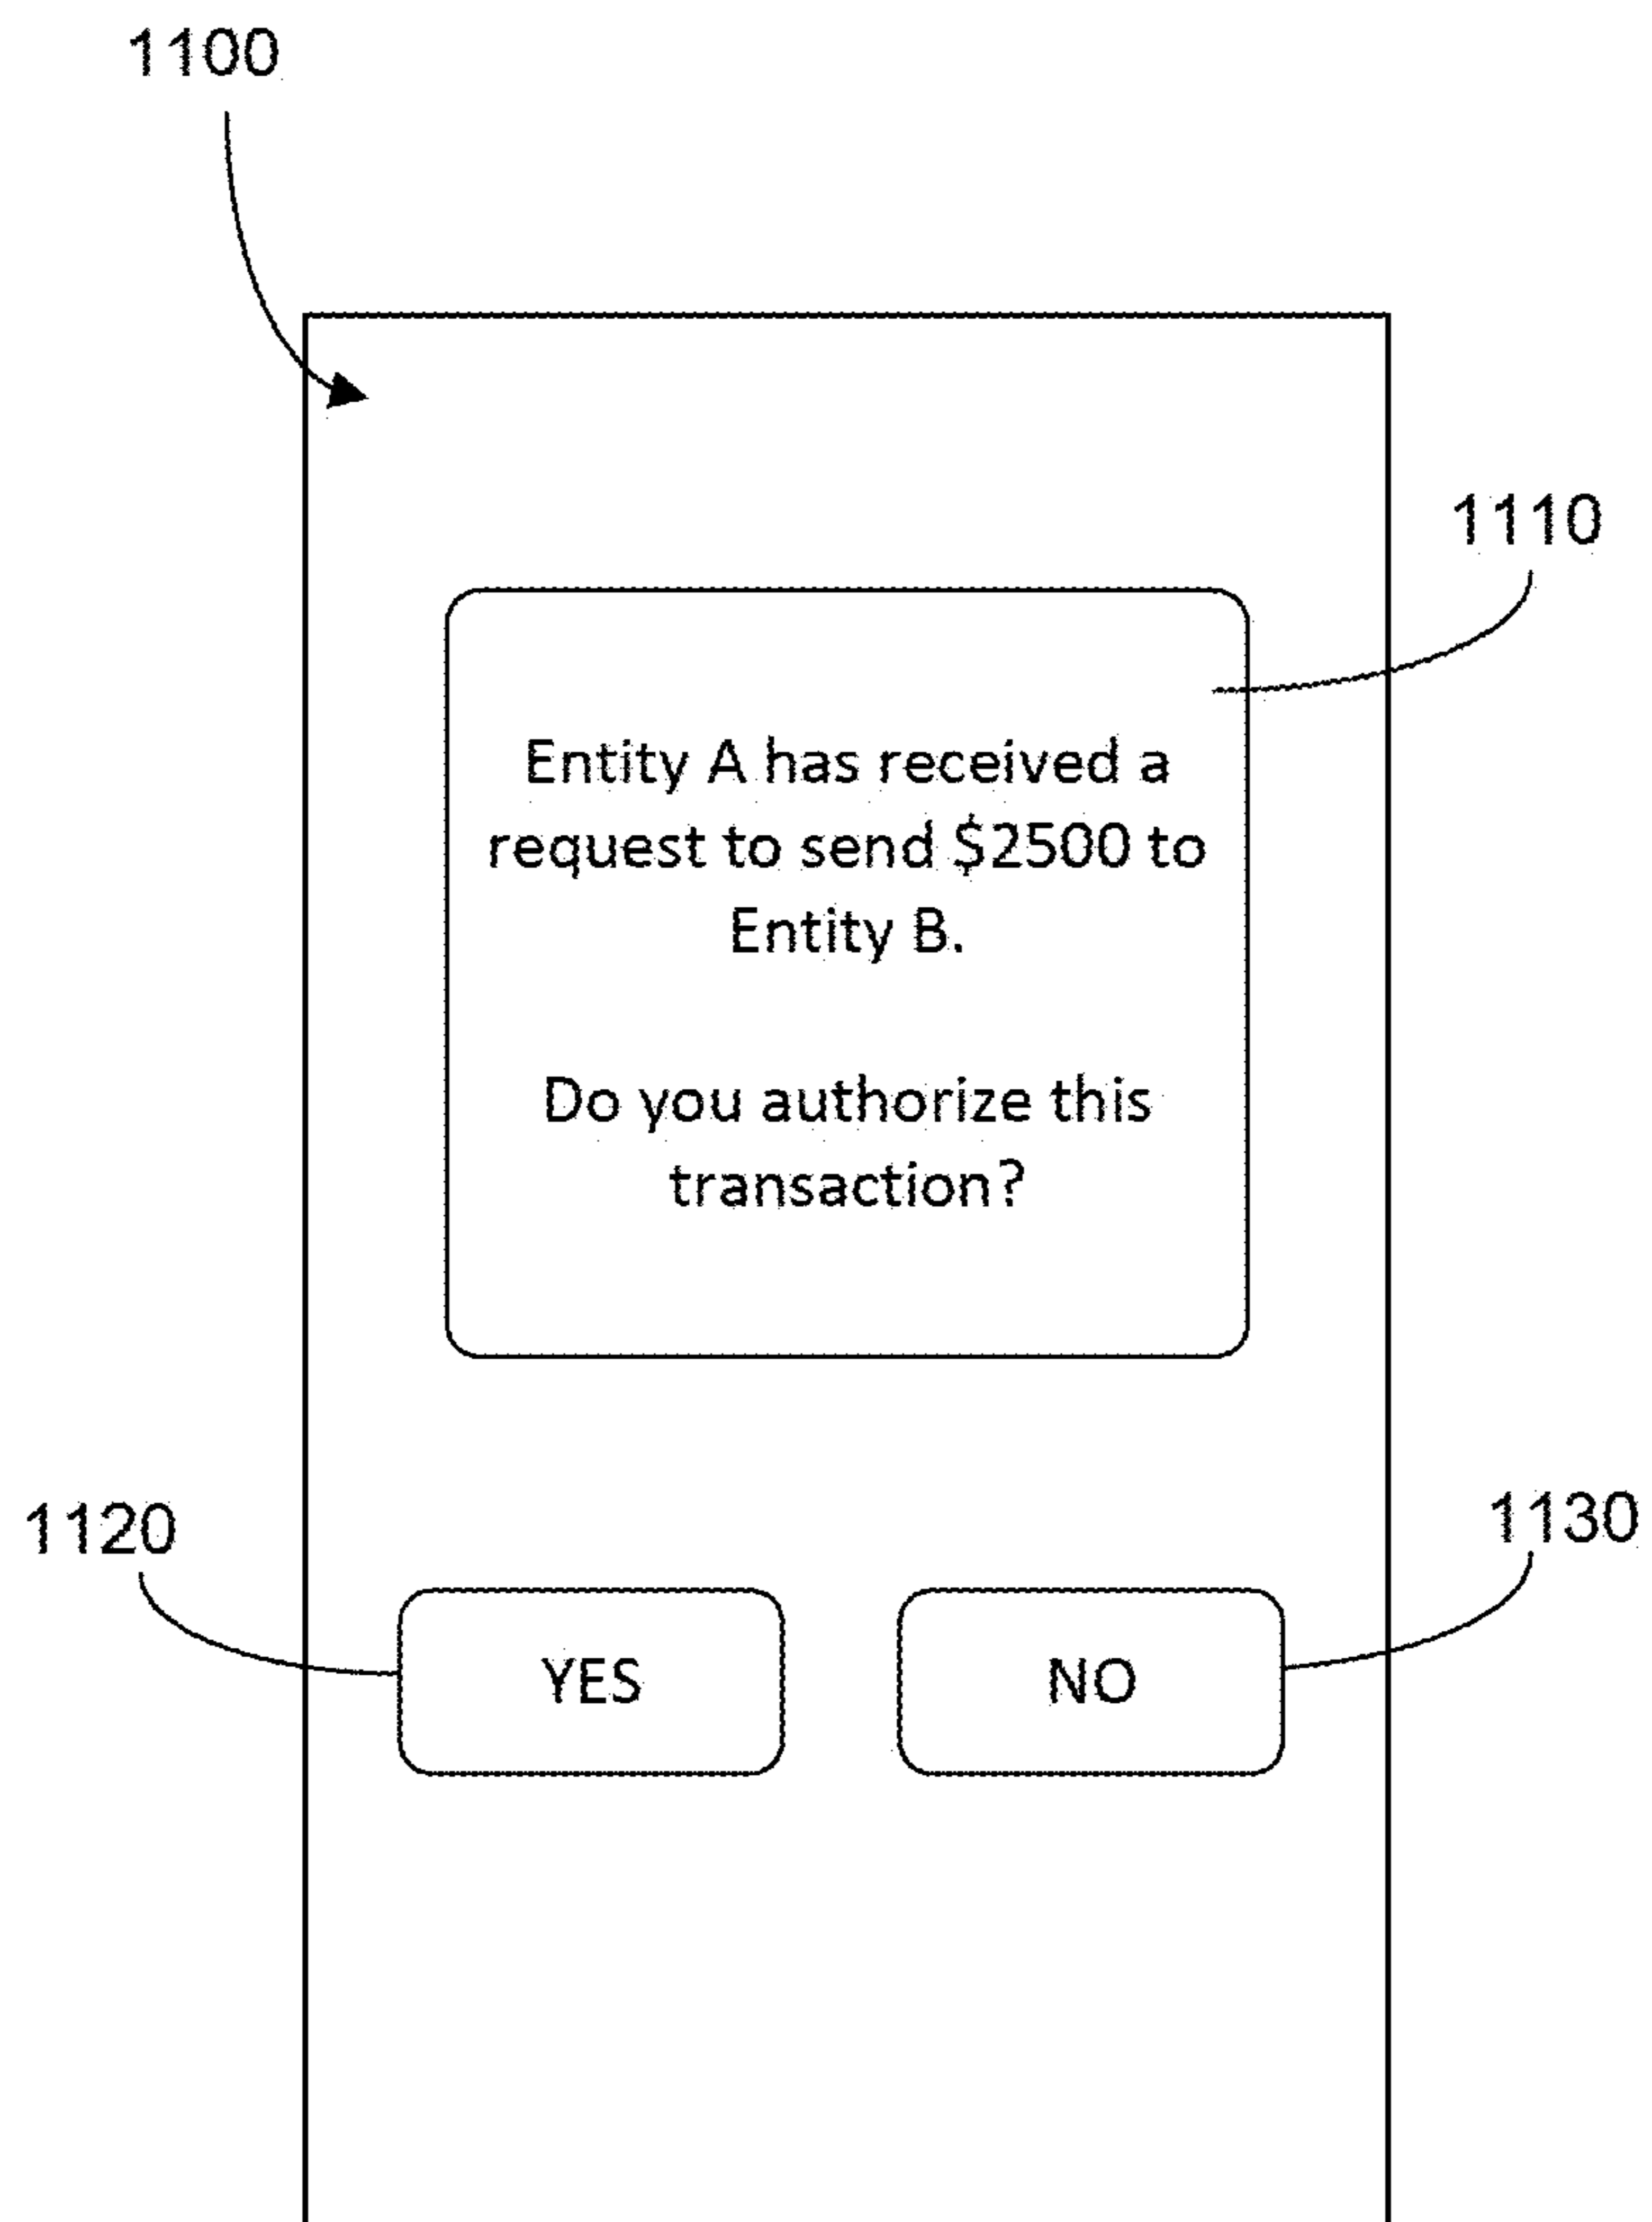 1100
1110
Entity A has received a
request to send $2500 to
Entity B.
Do you authorize this
transaction?
1120
1130
YES
NO